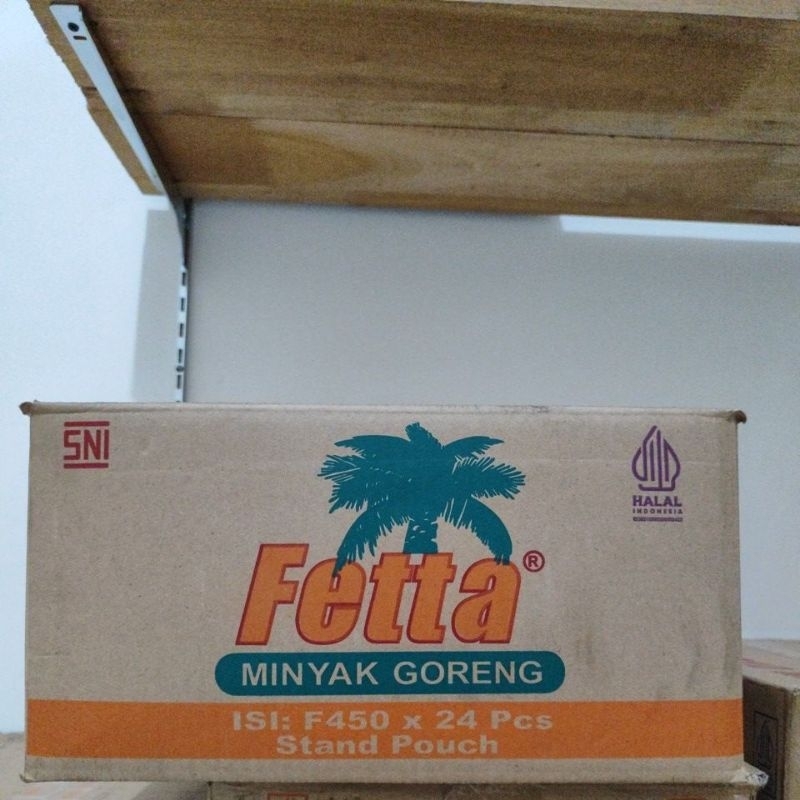 SNI
HALAL
INDONESIA
Fetta®
MINYAK GORENG
ISI: F450 x 24 Pcs
Stand Pouch